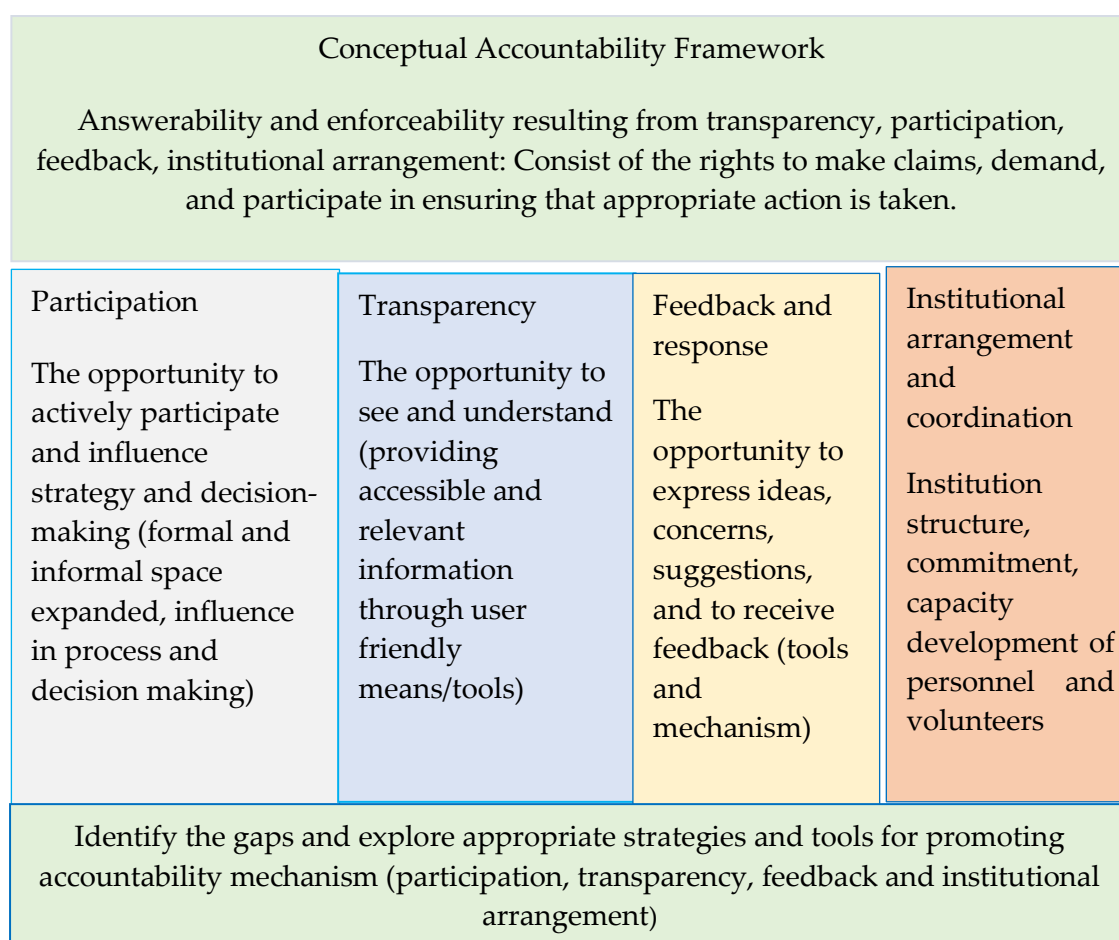 Conceptual Accountability Framework
Answerability and enforceability resulting from transparency, participation,
feedback, institutional arrangement: Consist of the rights to make claims, demand,
and participate in ensuring that appropriate action is taken.
Participation
The opportunity to
actively participate
and influence
strategy and decision-
making (formal and
informal space
expanded, influence
in process and
decision making)
Transparency
The opportunity to
see and understand
(providing
accessible and
relevant
information
through user
friendly
means/tools)
Feedback and
response
The
opportunity to
express ideas,
concerns,
suggestions,
and to receive
feedback (tools
and
mechanism)
Institutional
arrangement
and
coordination
Institution
structure,
commitment,
capacity
development of
personnel and
volunteers
Identify the gaps and explore appropriate strategies and tools for promoting
accountability mechanism (participation, transparency, feedback and institutional
arrangement)